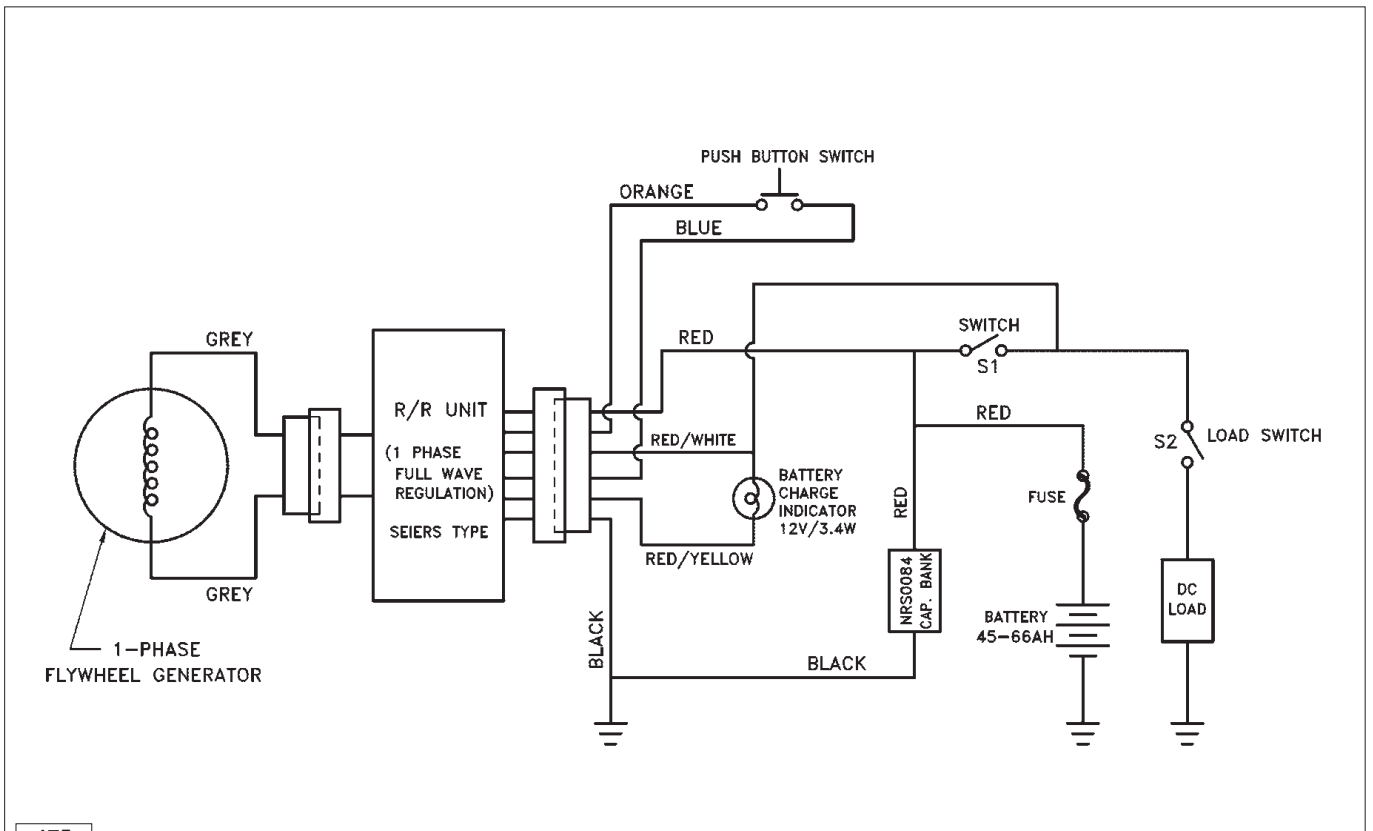 PUSH BUTTON SWITCH
ORANGE
BLUE
GREY
RED
SWITCH
S1
R/R UNIT
(1 PHASE
FULL WAVE
REGULATION)
SEIERS TYPE
RED/WHITE
BATTERY
CHARGE
INDICATOR
12V/3.4W
RED/YELLOW
RED
RED
FUSE
S2
LOAD SWITCH
GREY
1-PHASE
FLYWHEEL GENERATOR
BLACK
BLACK
NRS0084
CAP. BANK
BATTERY
45-66AH
DC
LOAD